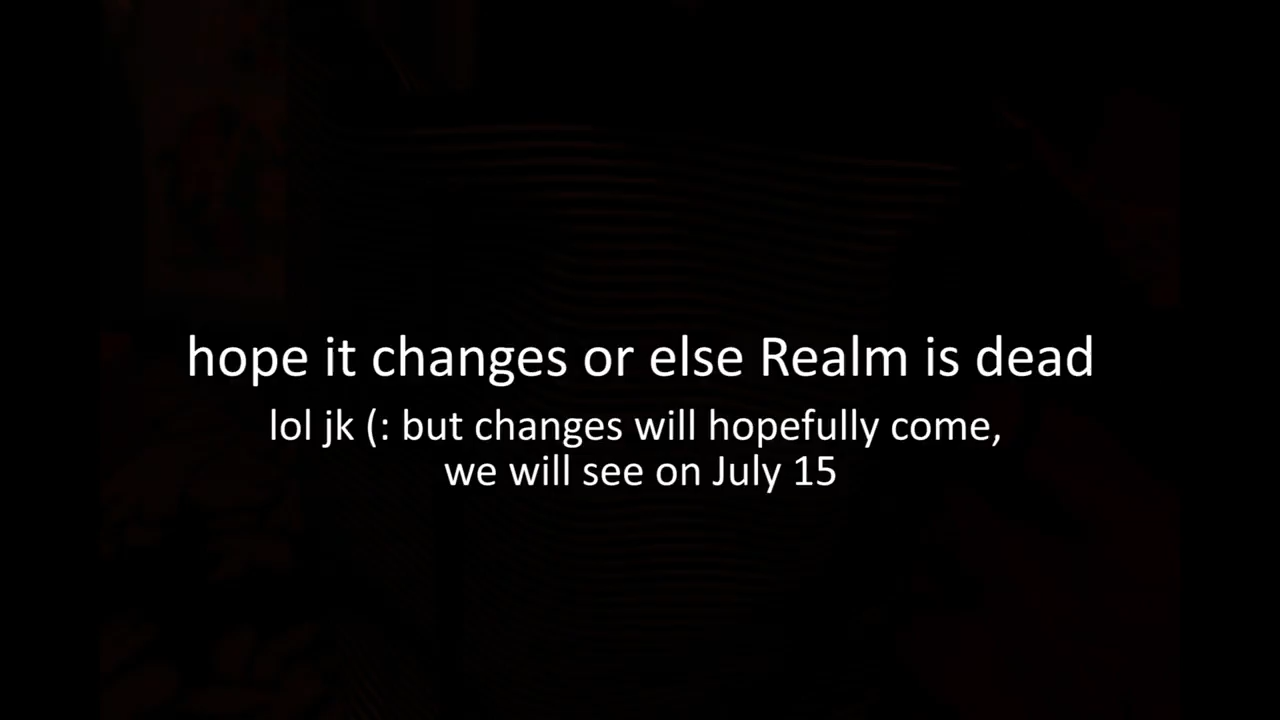 hope it changes or else Realm is dead
lol jk (: but changes will hopefully come,
we will see on July 15